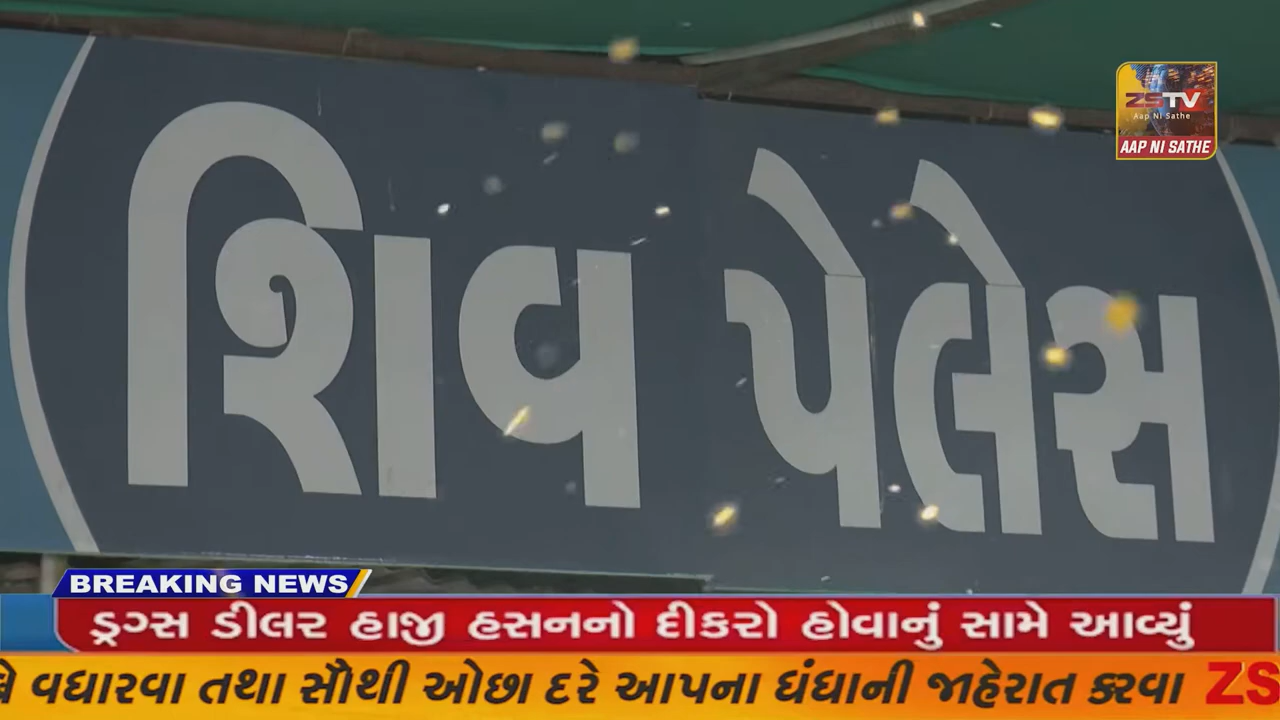 ZSTV
Aap Ni Sathe
AAP NI SATHE
શિવ પેલેસ
BREAKING NEWS
ડ્રગ્સ ડીલર હાજી હસનનો દીકરો હોવાનું સામે આવ્યું
વધારવા તથા સૌથી ઓછા દરે આપના ધંધાની જાહેરાત કરવા ZS